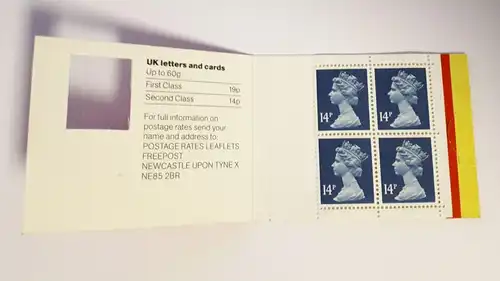 UK letters and cards
Up to 60g
First Class 19p
Second Class 14p
For full information on
postage rates send your
name and address to:
POSTAGE RATES LEAFLETS
FREEPOST
NEWCASTLE UPON TYNE X
NE85 2BR
14P 14P
14P 14P